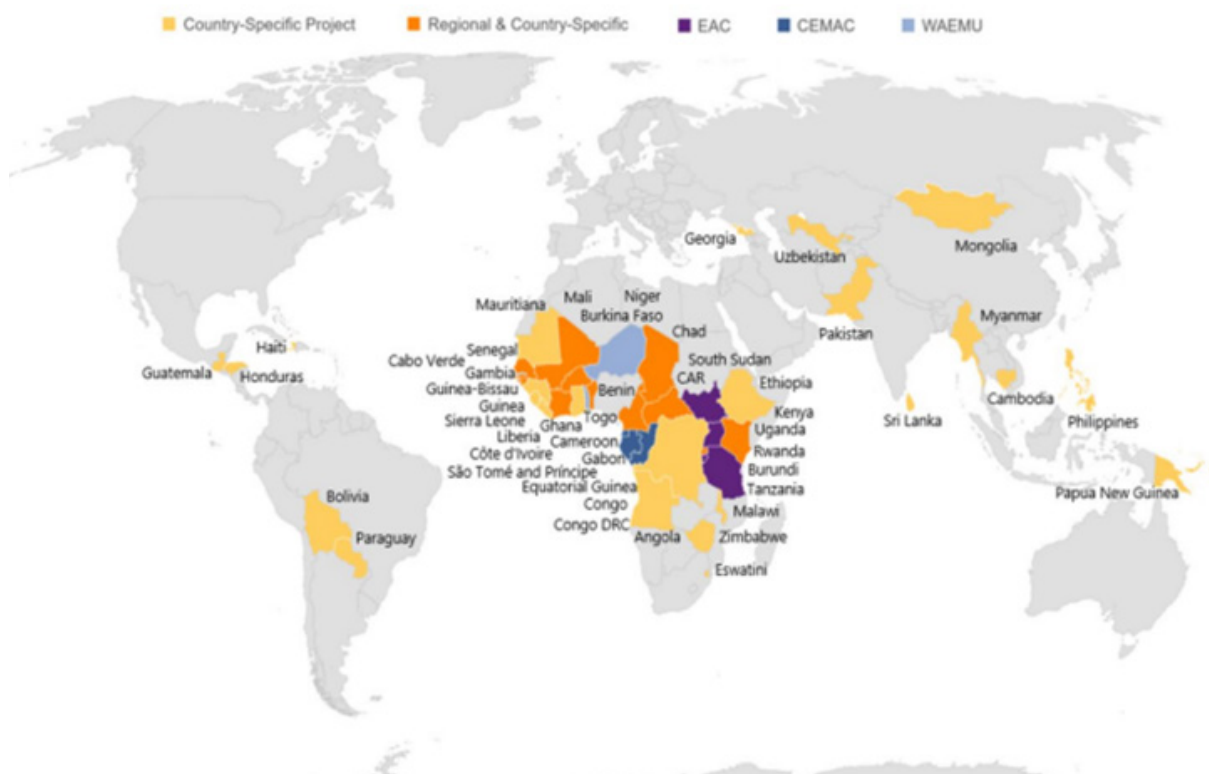 Country-Specific Project Regional & Country-Specific EAC CEMAC WAEMU
Georgia
Uzbekistan
Mongolia
Mauritiana
Mali
Niger
Burkina Faso
Chad
Pakistan
Myanmar
Haiti
Guatemala
Honduras
Cabo Verde
Senegal
Gambia
Guinea-Bissau
Guinea
Sierra Leone
Liberia
Côte d'Ivoire
Ghana
Togo
Benin
Cameroon
Gabon
São Tomé and Príncipe
Equatorial Guinea
Congo
Congo DRC
Angola
South Sudan
CAR
Ethiopia
Kenya
Uganda
Rwanda
Burundi
Tanzania
Malawi
Zimbabwe
Eswatini
Sri Lanka
Cambodia
Philippines
Papua New Guinea
Bolivia
Paraguay